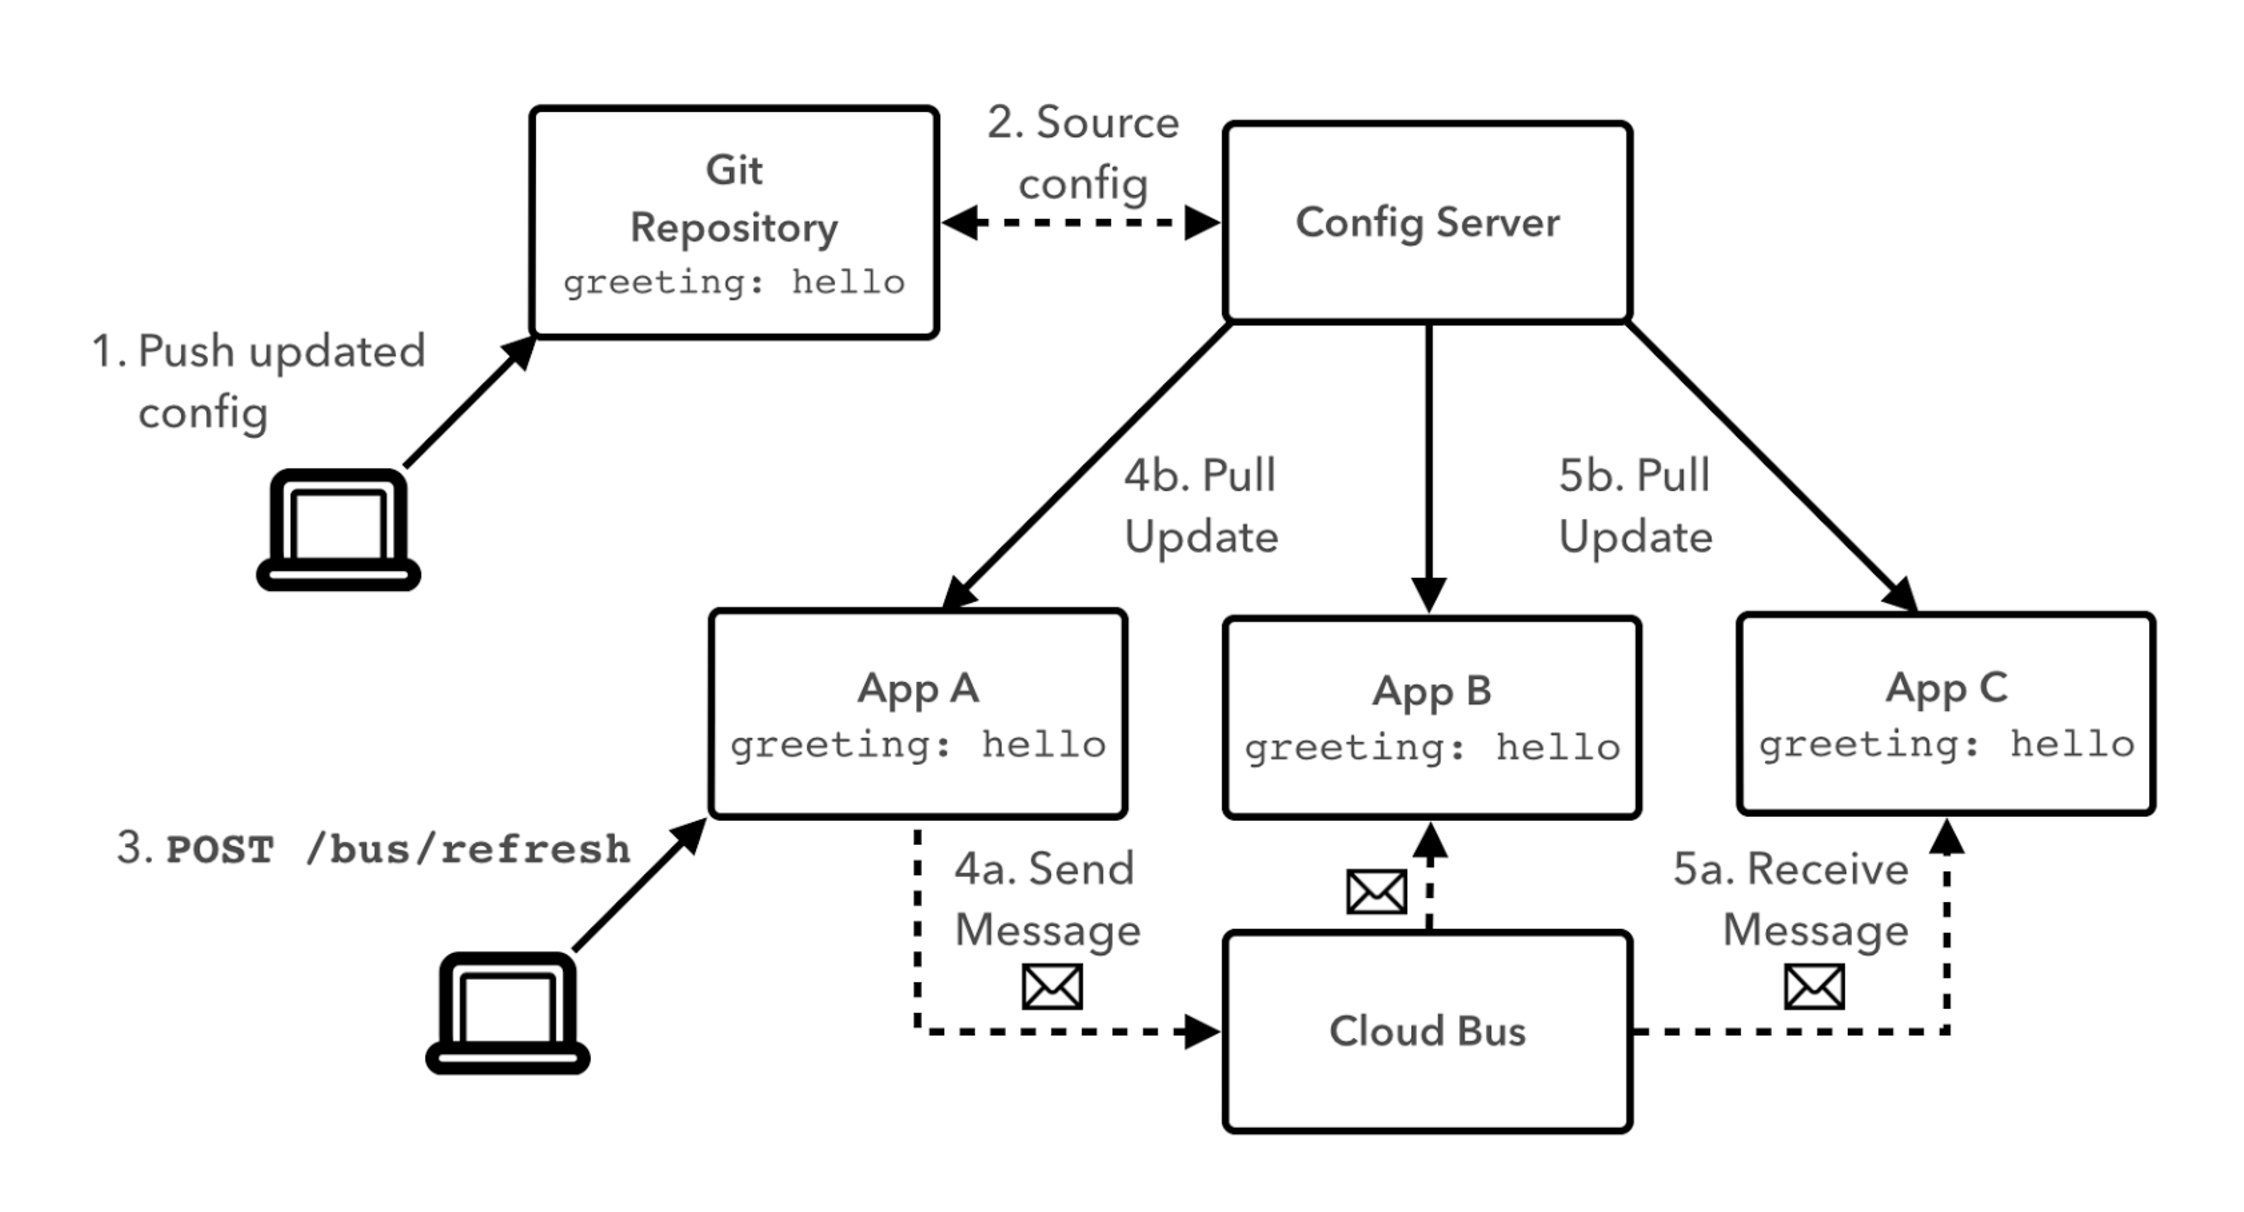 Git
Repository
greeting: hello
2. Source
config
Config Server
1. Push updated
config
4b. Pull
Update
5b. Pull
Update
App A
greeting: hello
App B
greeting: hello
App C
greeting: hello
3. POST /bus/refresh
4a. Send
Message
5a. Receive
Message
Cloud Bus